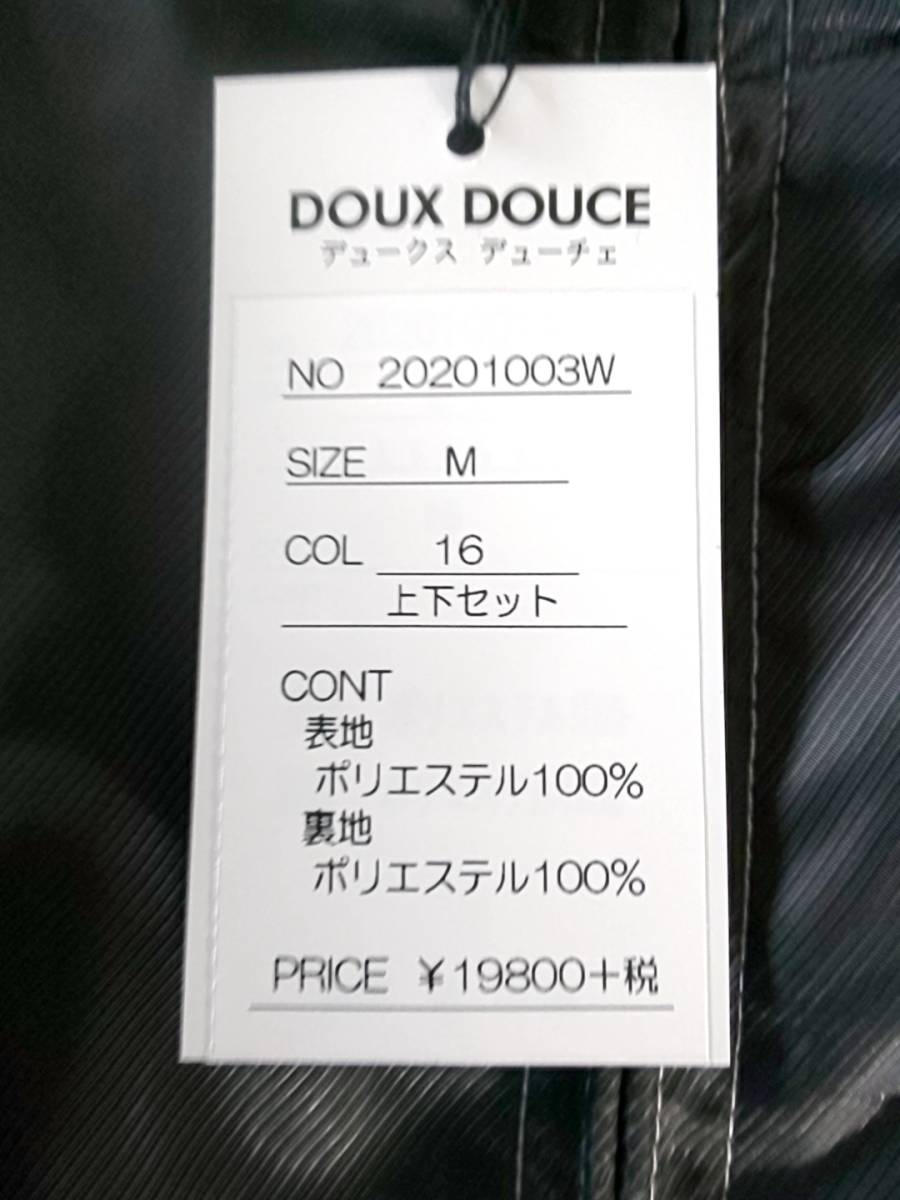 DOUX DOUCE
デュークス デューチェ
NO 20201003W
SIZE M
COL 16
上下セット
CONT
表地
ポリエステル100%
裏地
ポリエステル100%
PRICE ¥19800+税